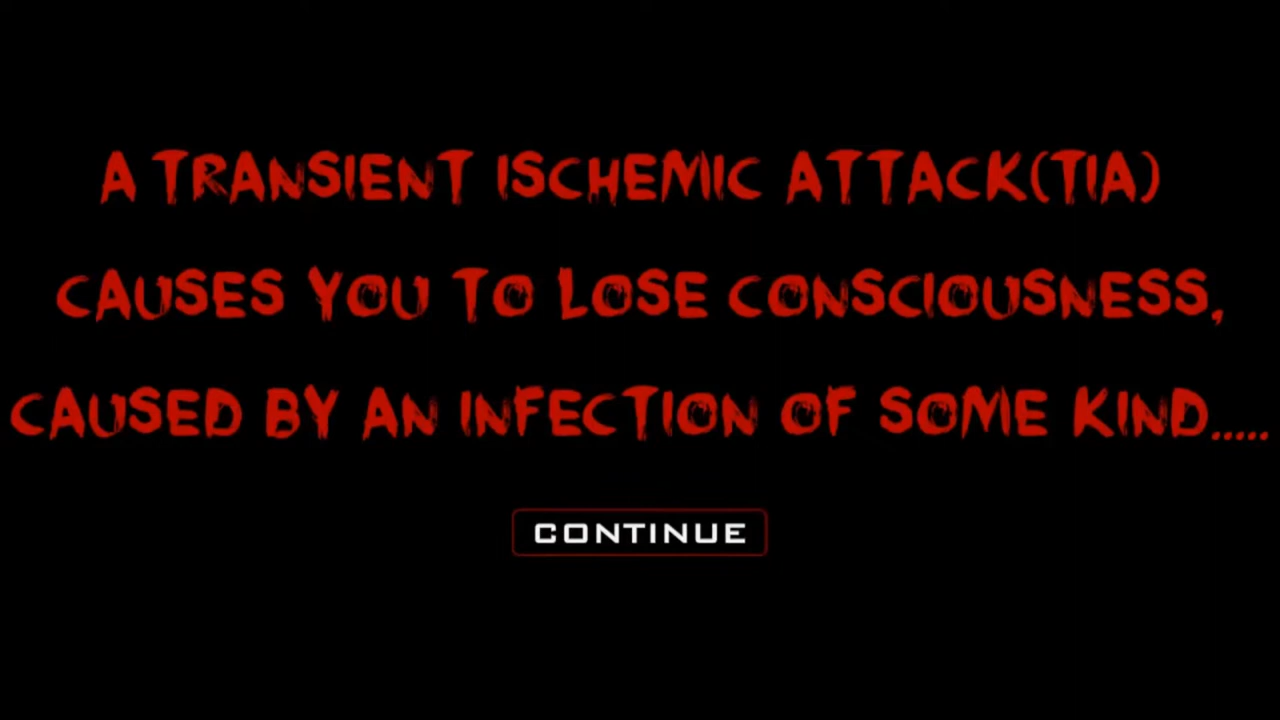 A TRANSIENT ISCHEMIC ATTACK(TIA)
CAUSES YOU TO LOSE CONSCIOUSNESS,
CAUSED BY AN INFECTION OF SOME KIND.....
CONTINUE